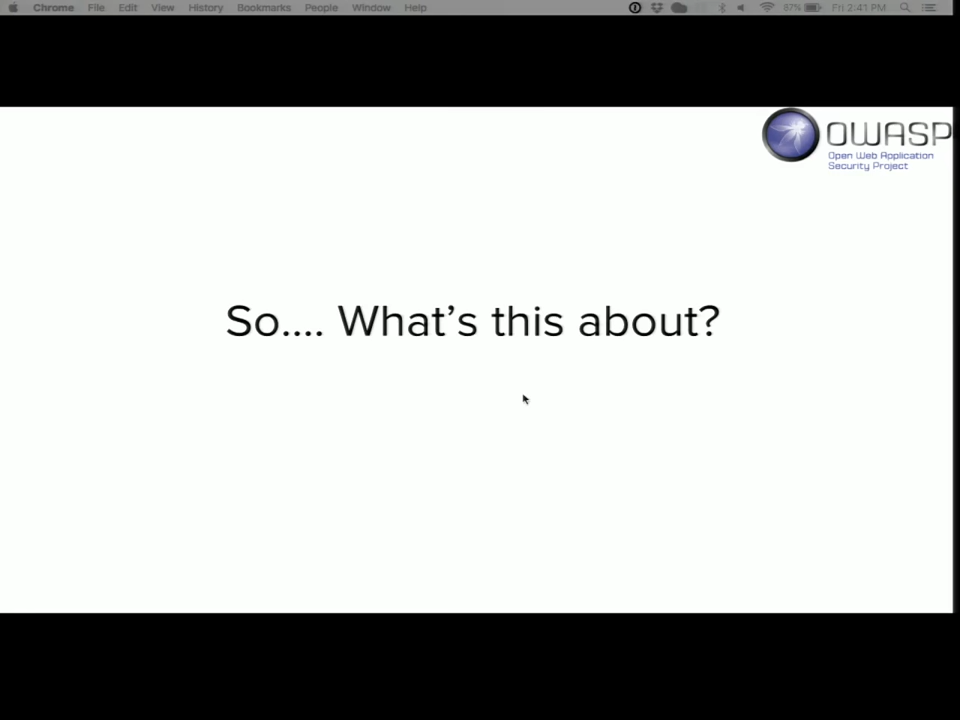 Chrome File Edit View History Bookmarks People Window Help 87% Fri 2:41 PM
OWASP
Open Web Application
Security Project
So.... What's this about?